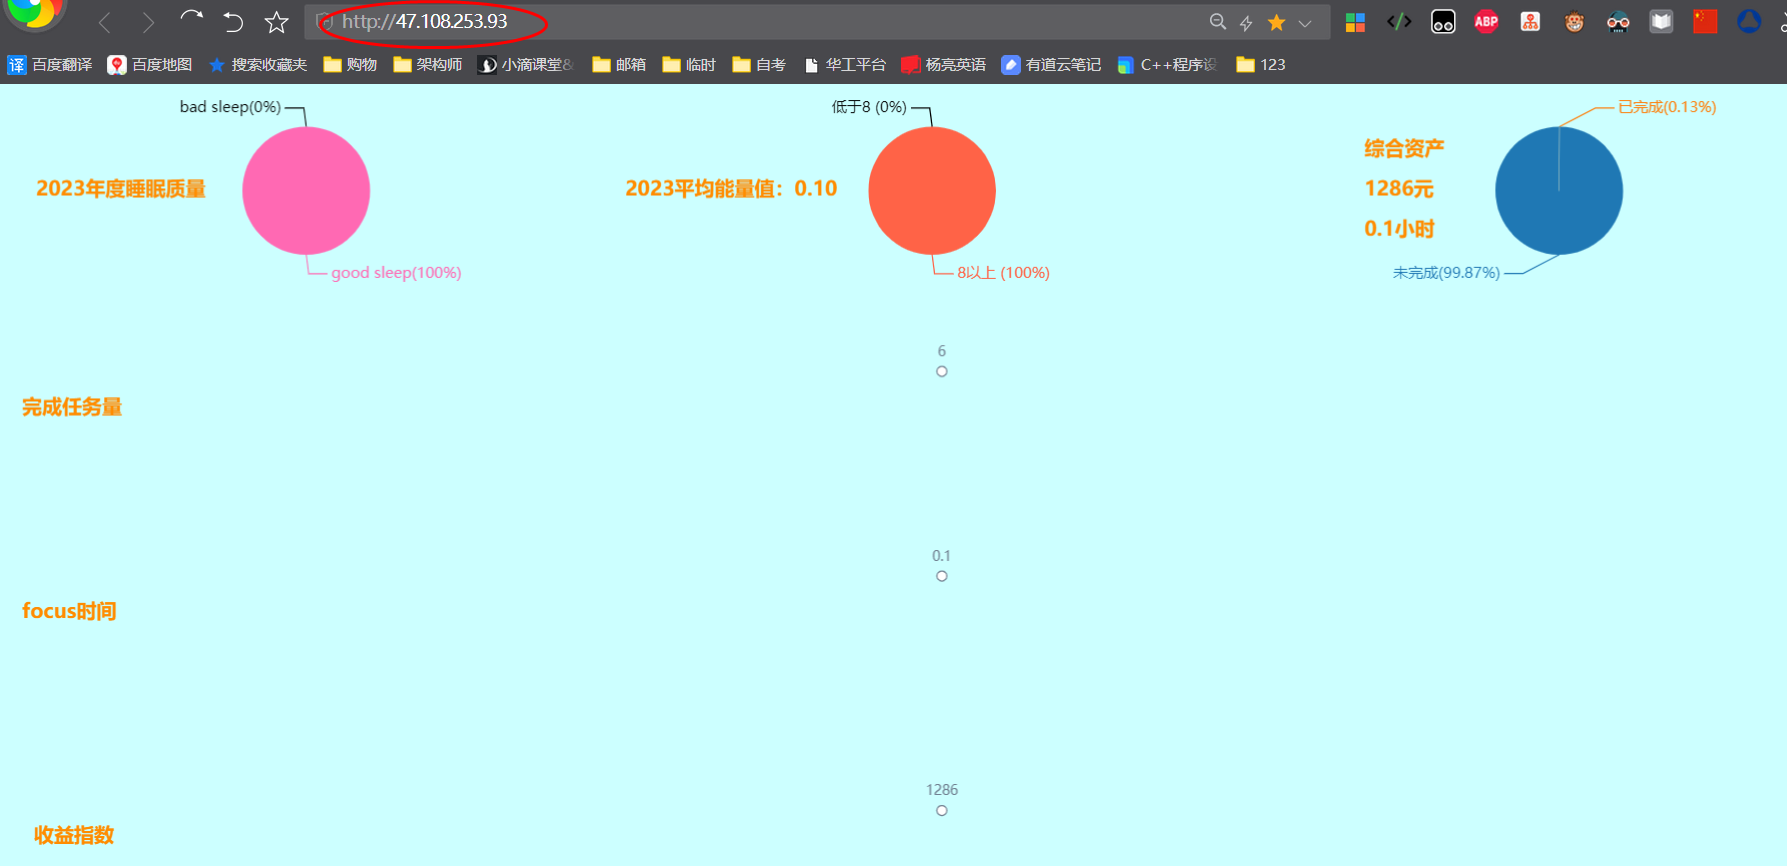 http://47.108.253.93
ABP
译 百度翻译 百度地图 搜索收藏夹 购物 架构师 小滴课堂& 邮箱 临时 自考 华工平台 杨亮英语 有道云笔记 C++程序设 123
bad sleep(0%)
2023年度睡眠质量
good sleep(100%)
低于8 (0%)
2023平均能量值：0.10
8以上 (100%)
已完成(0.13%)
综合资产
1286元
0.1小时
未完成(99.87%)
6
完成任务量
0.1
focus时间
1286
收益指数